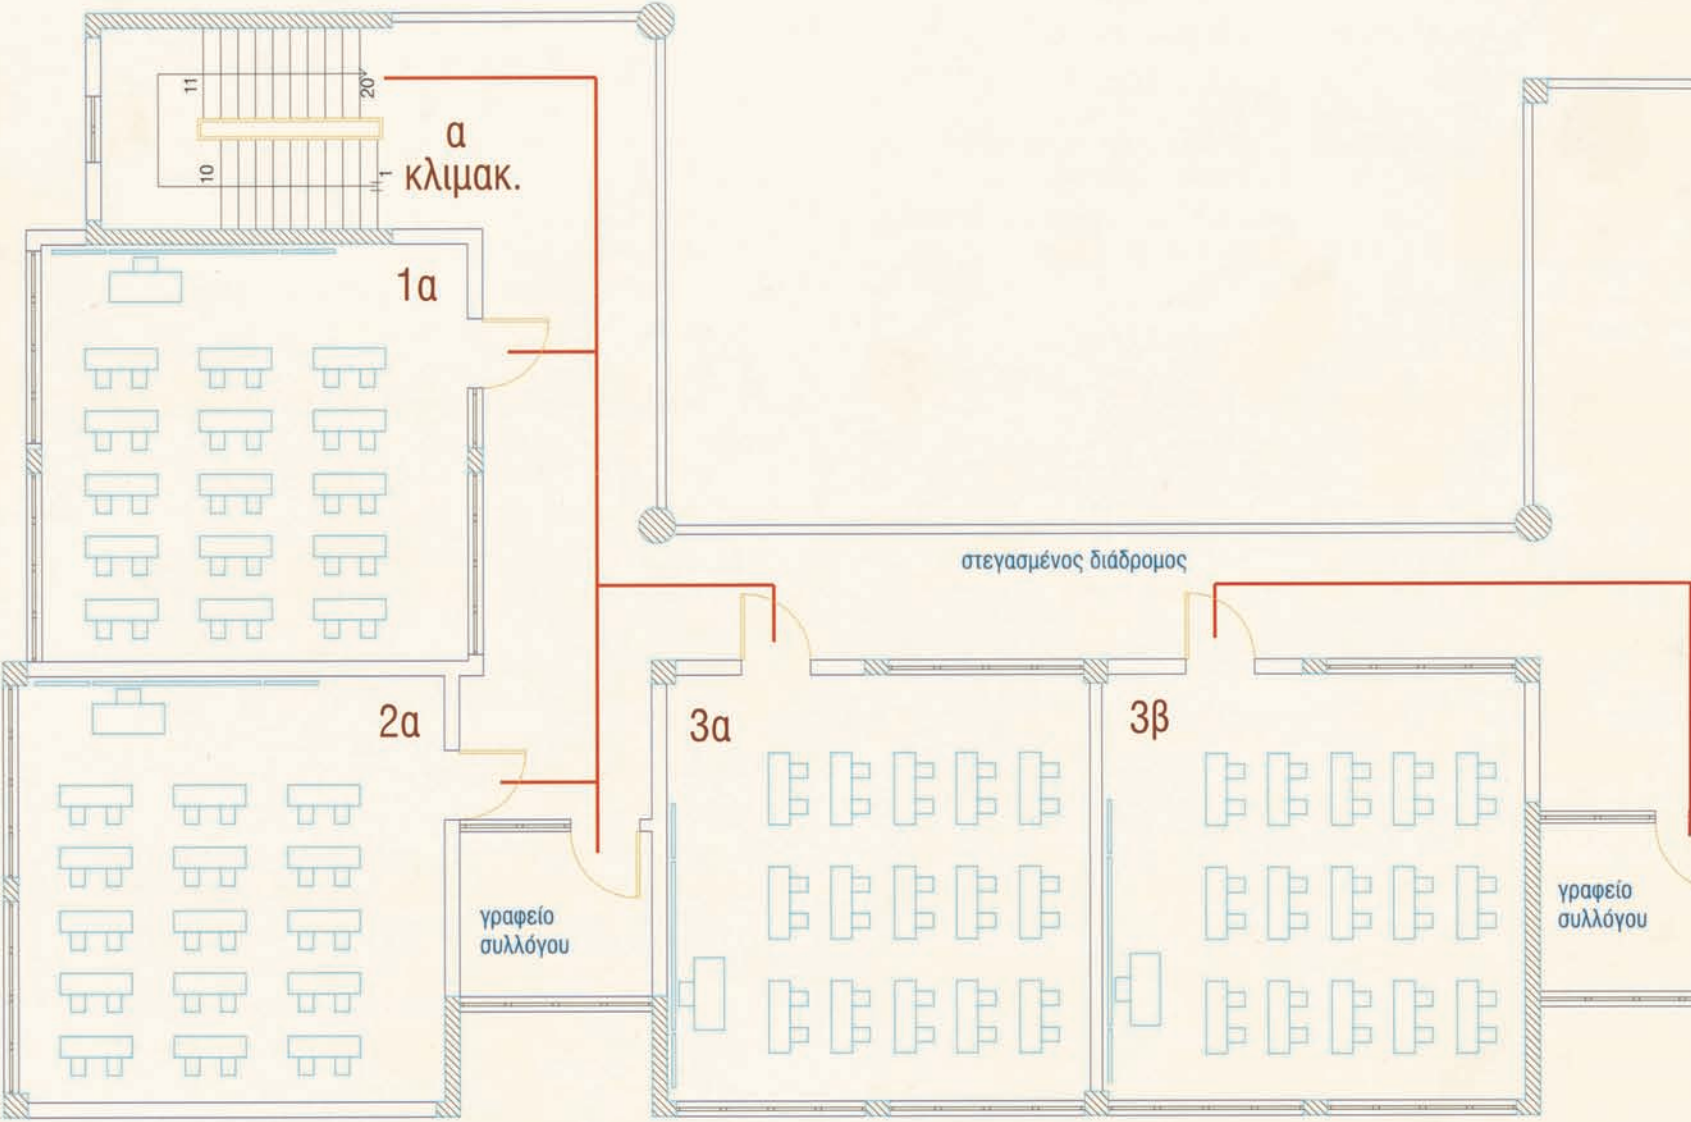 11
20
α
κλιμακ.
10
1
1α
στεγασμένος διάδρομος
2α
3α
3β
γραφείο
συλλόγου
γραφείο
συλλόγου